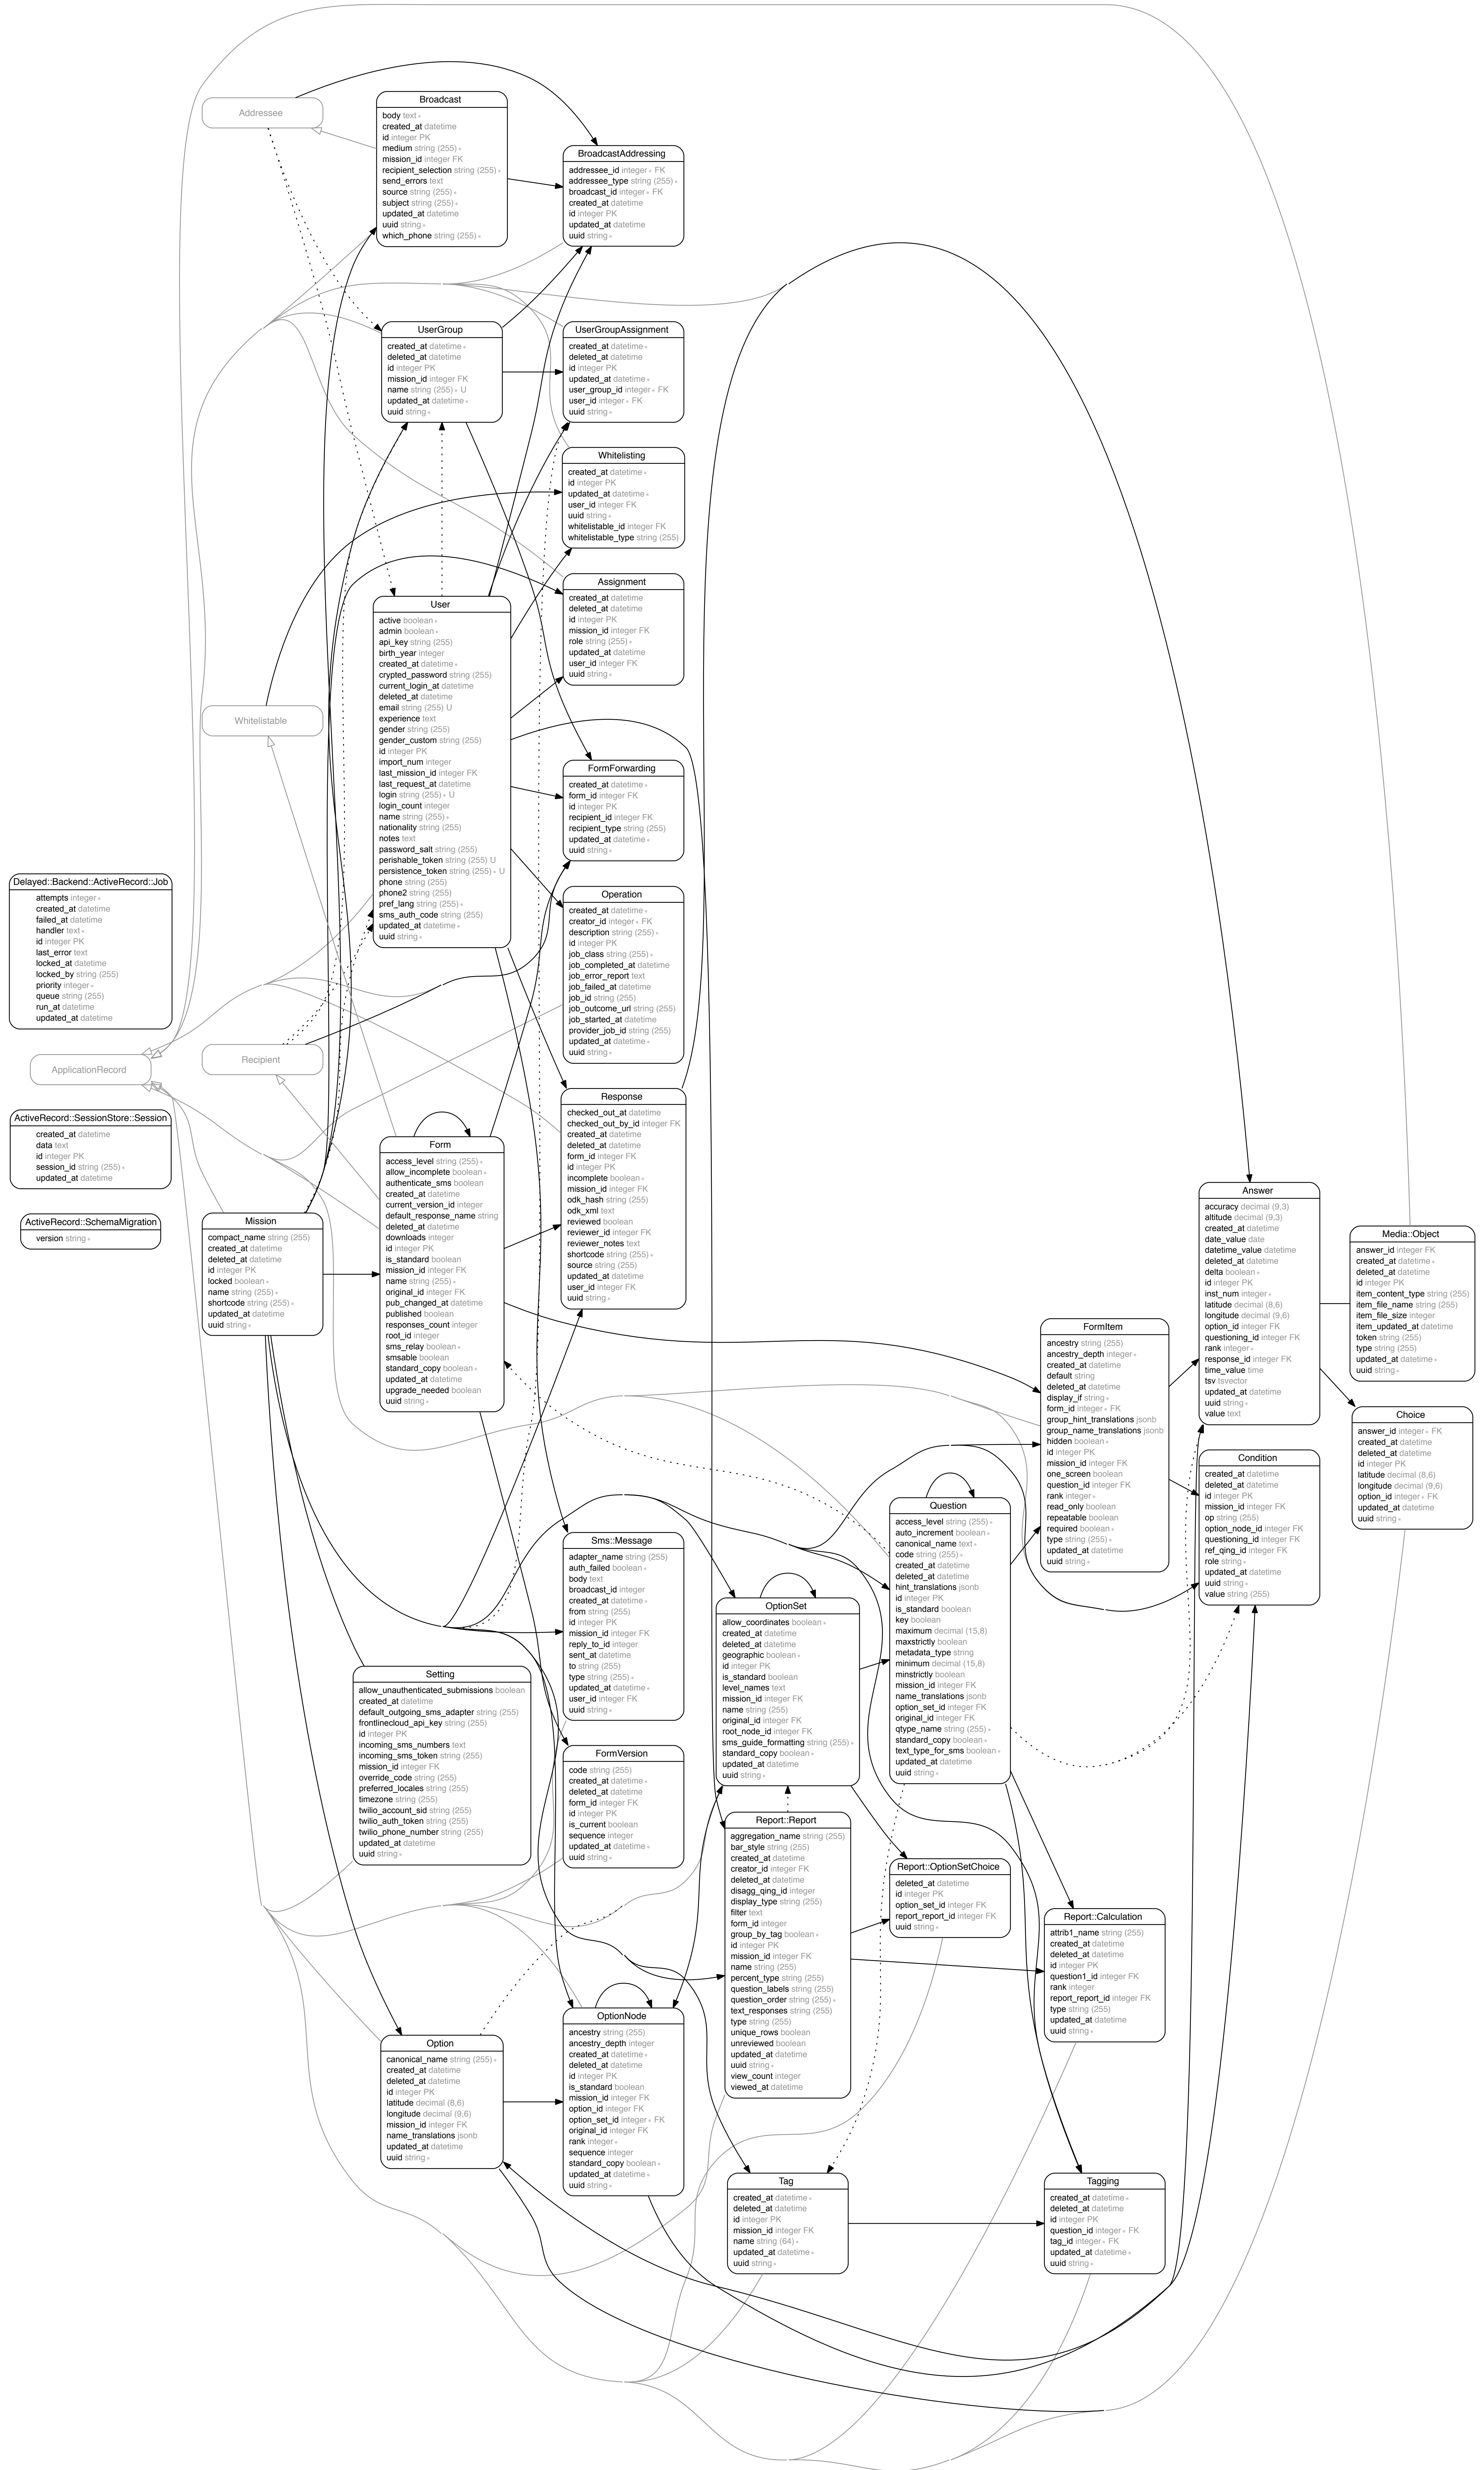 Addressee
Broadcast
body text ∗
created_at datetime
id integer PK
medium string (255) ∗
mission_id integer FK
recipient_selection string (255) ∗
send_errors text
source string (255) ∗
subject string (255) ∗
updated_at datetime
uuid string ∗
which_phone string (255) ∗
BroadcastAddressing
addressee_id integer ∗ FK
addressee_type string (255) ∗
broadcast_id integer ∗ FK
created_at datetime
id integer PK
updated_at datetime
uuid string ∗
UserGroup
created_at datetime ∗
deleted_at datetime
id integer PK
mission_id integer FK
name string (255) ∗ U
updated_at datetime ∗
uuid string ∗
UserGroupAssignment
created_at datetime ∗
deleted_at datetime
id integer PK
updated_at datetime ∗
user_group_id integer ∗ FK
user_id integer ∗ FK
uuid string ∗
Whitelisting
created_at datetime ∗
id integer PK
updated_at datetime ∗
user_id integer FK
uuid string ∗
whitelistable_id integer FK
whitelistable_type string (255)
Assignment
created_at datetime
deleted_at datetime
id integer PK
mission_id integer FK
role string (255) ∗
updated_at datetime
user_id integer FK
uuid string ∗
User
active boolean ∗
admin boolean ∗
api_key string (255)
birth_year integer
created_at datetime ∗
crypted_password string (255)
current_login_at datetime
deleted_at datetime
email string (255) U
experience text
gender string (255)
gender_custom string (255)
id integer PK
import_num integer
last_mission_id integer FK
last_request_at datetime
login string (255) ∗ U
login_count integer
name string (255) ∗
nationality string (255)
notes text
password_salt string (255)
perishable_token string (255) U
persistence_token string (255) ∗ U
phone string (255)
phone2 string (255)
pref_lang string (255) ∗
sms_auth_code string (255)
updated_at datetime ∗
uuid string ∗
Whitelistable
FormForwarding
created_at datetime ∗
form_id integer FK
id integer PK
recipient_id integer FK
recipient_type string (255)
updated_at datetime ∗
uuid string ∗
Delayed::Backend::ActiveRecord::Job
attempts integer ∗
created_at datetime
failed_at datetime
handler text ∗
id integer PK
last_error text
locked_at datetime
locked_by string (255)
priority integer ∗
queue string (255)
run_at datetime
updated_at datetime
Operation
created_at datetime ∗
creator_id integer ∗ FK
description string (255) ∗
id integer PK
job_class string (255) ∗
job_completed_at datetime
job_error_report text
job_failed_at datetime
job_id string (255)
job_outcome_url string (255)
job_started_at datetime
provider_job_id string (255)
updated_at datetime ∗
uuid string ∗
Recipient
ApplicationRecord
ActiveRecord::SessionStore::Session
created_at datetime
data text
id integer PK
session_id string (255) ∗
updated_at datetime
ActiveRecord::SchemaMigration
version string ∗
Mission
compact_name string (255)
created_at datetime
deleted_at datetime
id integer PK
locked boolean ∗
name string (255) ∗
shortcode string (255) ∗
updated_at datetime
uuid string ∗
Form
access_level string (255) ∗
allow_incomplete boolean ∗
authenticate_sms boolean
created_at datetime
current_version_id integer
default_response_name string
deleted_at datetime
downloads integer
id integer PK
is_standard boolean
mission_id integer FK
name string (255) ∗
original_id integer FK
pub_changed_at datetime
published boolean
responses_count integer
root_id integer
sms_relay boolean ∗
smsable boolean
standard_copy boolean ∗
updated_at datetime
upgrade_needed boolean
uuid string ∗
Response
checked_out_at datetime
checked_out_by_id integer FK
created_at datetime
deleted_at datetime
form_id integer FK
id integer PK
incomplete boolean ∗
mission_id integer FK
odk_hash string (255)
odk_xml text
reviewed boolean
reviewer_id integer FK
reviewer_notes text
shortcode string (255) ∗
source string (255)
updated_at datetime
user_id integer FK
uuid string ∗
Answer
accuracy decimal (9,3)
altitude decimal (9,3)
created_at datetime
date_value date
datetime_value datetime
deleted_at datetime
delta boolean ∗
id integer PK
inst_num integer ∗
latitude decimal (8,6)
longitude decimal (9,6)
option_id integer FK
questioning_id integer FK
rank integer ∗
response_id integer FK
time_value time
tsv tsvector
updated_at datetime
uuid string ∗
value text
Media::Object
answer_id integer FK
created_at datetime ∗
deleted_at datetime
id integer PK
item_content_type string (255)
item_file_name string (255)
item_file_size integer
item_updated_at datetime
token string (255)
type string (255)
updated_at datetime ∗
uuid string ∗
FormItem
ancestry string (255)
ancestry_depth integer ∗
created_at datetime
default string
deleted_at datetime
display_if string ∗
form_id integer ∗ FK
group_hint_translations jsonb
group_name_translations jsonb
hidden boolean ∗
id integer PK
mission_id integer FK
one_screen boolean
question_id integer FK
rank integer ∗
read_only boolean
repeatable boolean
required boolean ∗
type string (255) ∗
updated_at datetime
uuid string ∗
Choice
answer_id integer ∗ FK
created_at datetime
deleted_at datetime
id integer PK
latitude decimal (8,6)
longitude decimal (9,6)
option_id integer ∗ FK
updated_at datetime
uuid string ∗
Condition
created_at datetime
deleted_at datetime
id integer PK
mission_id integer FK
op string (255)
option_node_id integer FK
questioning_id integer FK
ref_qing_id integer FK
role string ∗
updated_at datetime
uuid string ∗
value string (255)
Question
access_level string (255) ∗
auto_increment boolean ∗
canonical_name text ∗
code string (255) ∗
created_at datetime
deleted_at datetime
hint_translations jsonb
id integer PK
is_standard boolean
key boolean
maximum decimal (15,8)
maxstrictly boolean
metadata_type string
minimum decimal (15,8)
minstrictly boolean
mission_id integer FK
name_translations jsonb
option_set_id integer FK
original_id integer FK
qtype_name string (255) ∗
standard_copy boolean ∗
text_type_for_sms boolean ∗
updated_at datetime
uuid string ∗
Sms::Message
adapter_name string (255)
auth_failed boolean ∗
body text
broadcast_id integer
created_at datetime ∗
from string (255)
id integer PK
mission_id integer FK
reply_to_id integer
sent_at datetime
to string (255)
type string (255) ∗
updated_at datetime ∗
user_id integer FK
uuid string ∗
OptionSet
allow_coordinates boolean ∗
created_at datetime
deleted_at datetime
geographic boolean ∗
id integer PK
is_standard boolean
level_names text
mission_id integer FK
name string (255)
original_id integer FK
root_node_id integer FK
sms_guide_formatting string (255) ∗
standard_copy boolean ∗
updated_at datetime
uuid string ∗
Setting
allow_unauthenticated_submissions boolean
created_at datetime
default_outgoing_sms_adapter string (255)
frontlinecloud_api_key string (255)
id integer PK
incoming_sms_numbers text
incoming_sms_token string (255)
mission_id integer FK
override_code string (255)
preferred_locales string (255)
timezone string (255)
twilio_account_sid string (255)
twilio_auth_token string (255)
twilio_phone_number string (255)
updated_at datetime
uuid string ∗
FormVersion
code string (255)
created_at datetime ∗
deleted_at datetime
form_id integer FK
id integer PK
is_current boolean
sequence integer
updated_at datetime ∗
uuid string ∗
Report::Report
aggregation_name string (255)
bar_style string (255)
created_at datetime
creator_id integer FK
deleted_at datetime
disagg_qing_id integer
display_type string (255)
filter text
form_id integer
group_by_tag boolean ∗
id integer PK
mission_id integer FK
name string (255)
percent_type string (255)
question_labels string (255)
question_order string (255) ∗
text_responses string (255)
type string (255)
unique_rows boolean
unreviewed boolean
updated_at datetime
uuid string ∗
view_count integer
viewed_at datetime
Report::OptionSetChoice
deleted_at datetime
id integer PK
option_set_id integer FK
report_report_id integer FK
uuid string ∗
Report::Calculation
attrib1_name string (255)
created_at datetime
deleted_at datetime
id integer PK
question1_id integer FK
rank integer
report_report_id integer FK
type string (255)
updated_at datetime
uuid string ∗
Option
canonical_name string (255) ∗
created_at datetime
deleted_at datetime
id integer PK
latitude decimal (8,6)
longitude decimal (9,6)
mission_id integer FK
name_translations jsonb
updated_at datetime
uuid string ∗
OptionNode
ancestry string (255)
ancestry_depth integer
created_at datetime ∗
deleted_at datetime
id integer PK
is_standard boolean
mission_id integer FK
option_id integer FK
option_set_id integer ∗ FK
original_id integer FK
rank integer ∗
sequence integer
standard_copy boolean ∗
updated_at datetime ∗
uuid string ∗
Tag
created_at datetime ∗
deleted_at datetime
id integer PK
mission_id integer FK
name string (64) ∗
updated_at datetime ∗
uuid string ∗
Tagging
created_at datetime ∗
deleted_at datetime
id integer PK
question_id integer ∗ FK
tag_id integer ∗ FK
updated_at datetime ∗
uuid string ∗